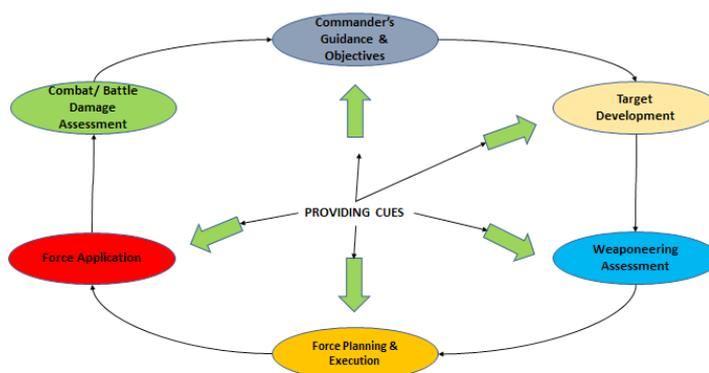 Commander's
Guidance &
Objectives
Combat/ Battle
Damage
Assessment
Target
Development
PROVIDING CUES
Force Application
Weaponeering
Assessment
Force Planning &
Execution